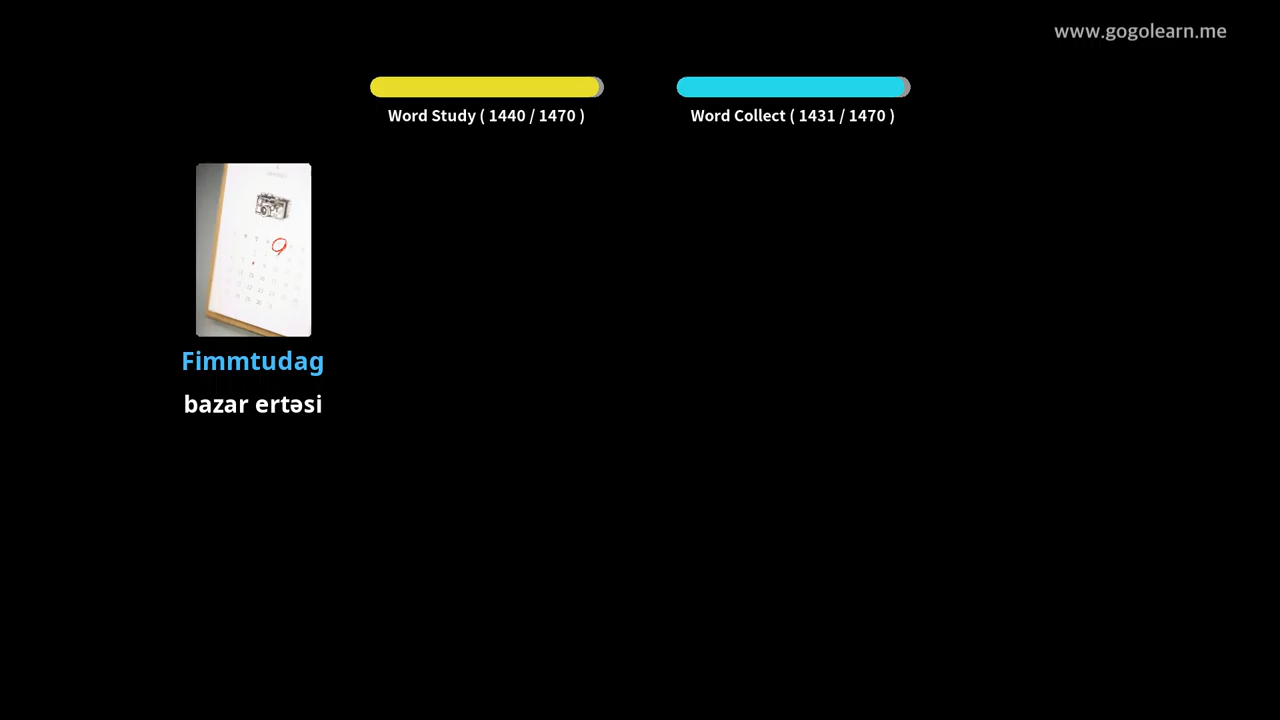 www.gogolearn.me
Word Study ( 1440 / 1470 )
Word Collect ( 1431 / 1470 )
Fimmtudag
bazar ertəsi